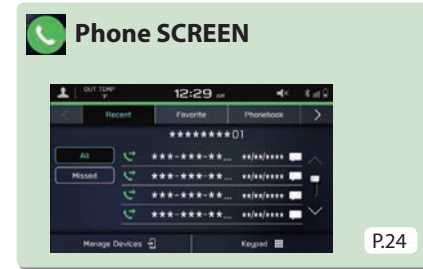 Phone SCREEN
OUT TEMP
°F
12:29 AM
Recent Favorite Phonebook
********01
All
***-***-**... **/**/****
Missed
***-***-**... **/**/****
***-***-**... **/**/****
***-***-**... **/**/****
Manage Devices Keypad
P.24